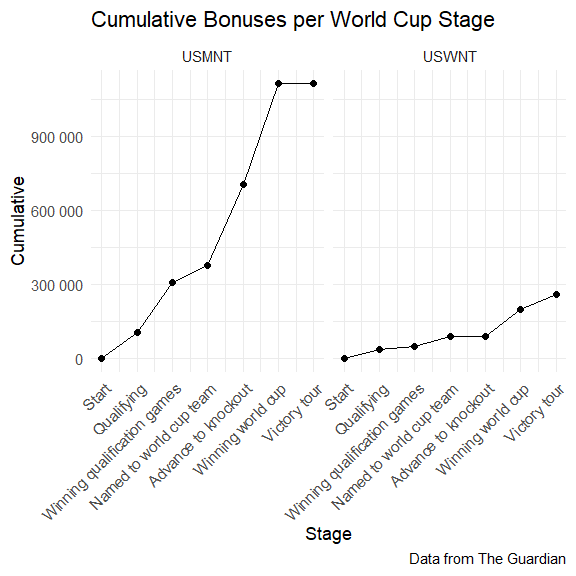 Cumulative Bonuses per World Cup Stage
USMNT
USWNT
Cumulative
900 000
600 000
300 000
0
Start
Qualifying
Winning qualification games
Named to world cup team
Advance to knockout
Winning world cup
Victory tour
Start
Qualifying
Winning qualification games
Named to world cup team
Advance to knockout
Winning world cup
Victory tour
Stage
Data from The Guardian